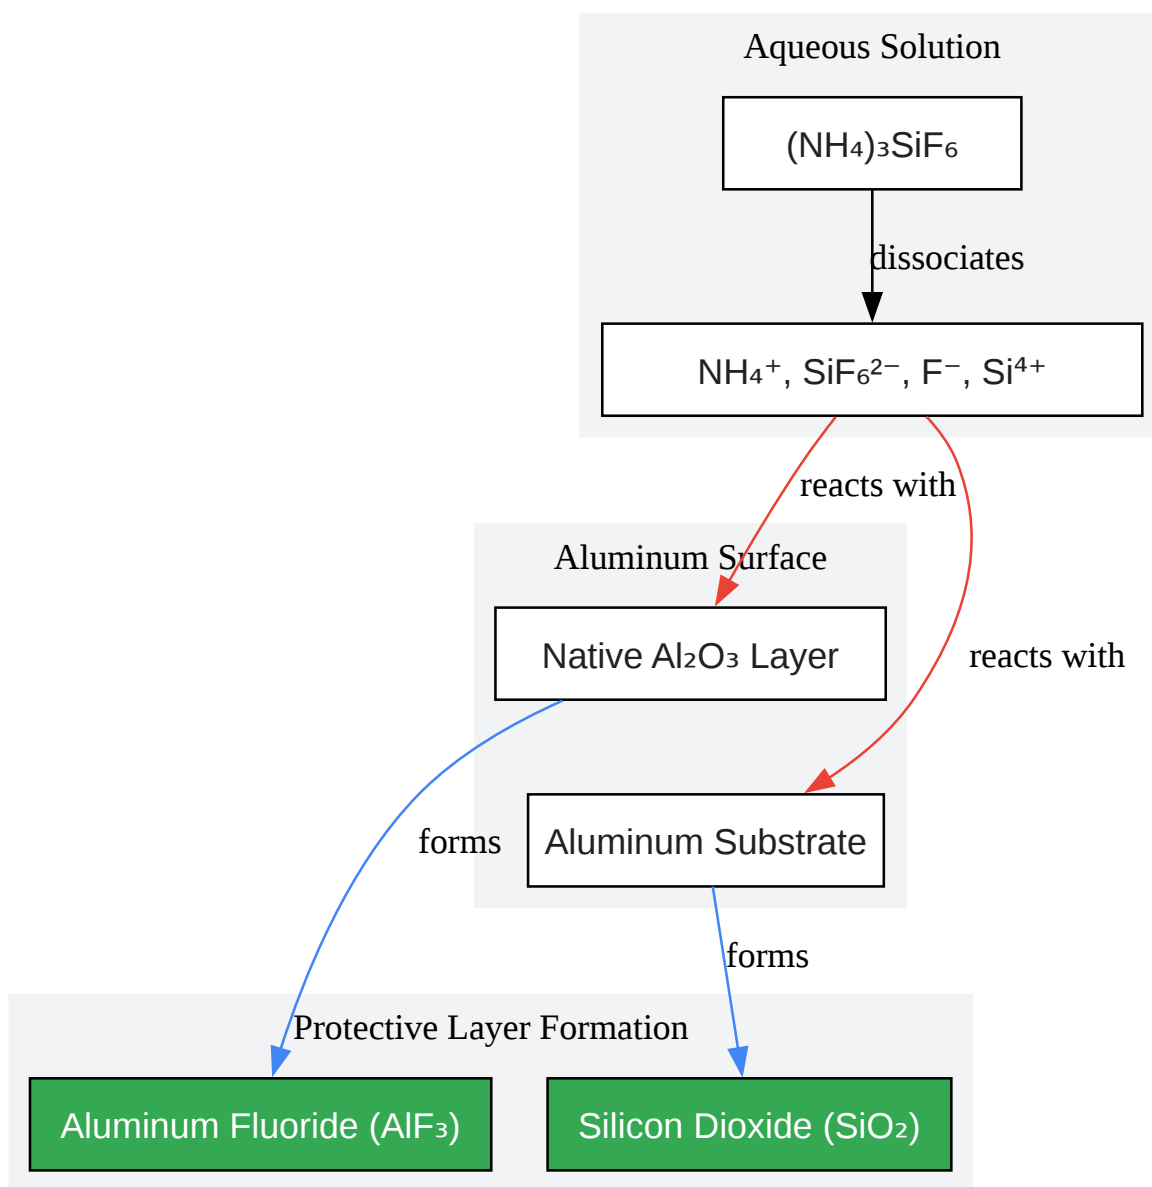 Aqueous Solution
(NH₄)₃SiF₆
dissociates
NH₄⁺, SiF₆²⁻, F⁻, Si⁴⁺
reacts with
Aluminum Surface
Native Al₂O₃ Layer
reacts with
forms
Aluminum Substrate
forms
Protective Layer Formation
Aluminum Fluoride (AlF₃)
Silicon Dioxide (SiO₂)